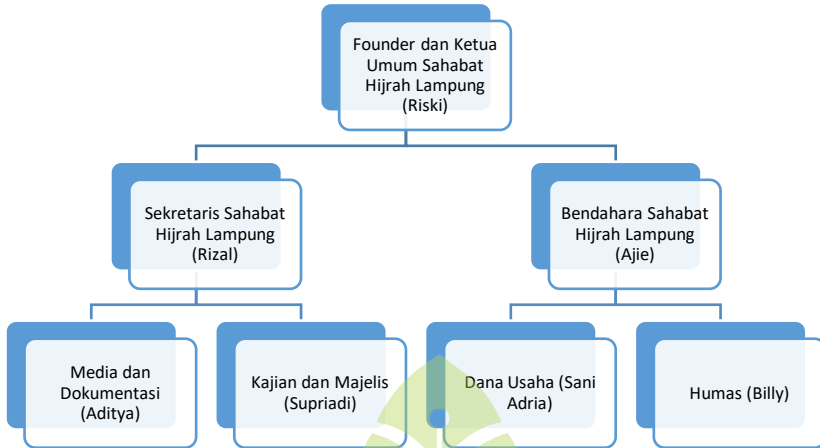 Founder dan Ketua
Umum Sahabat
Hijrah Lampung
(Riski)
Sekretaris Sahabat
Hijrah Lampung
(Rizal)
Bendahara Sahabat
Hijrah Lampung
(Ajie)
Media dan
Dokumentasi
(Aditya)
Kajian dan Majelis
(Supriadi)
Dana Usaha (Sani
Adria)
Humas (Billy)